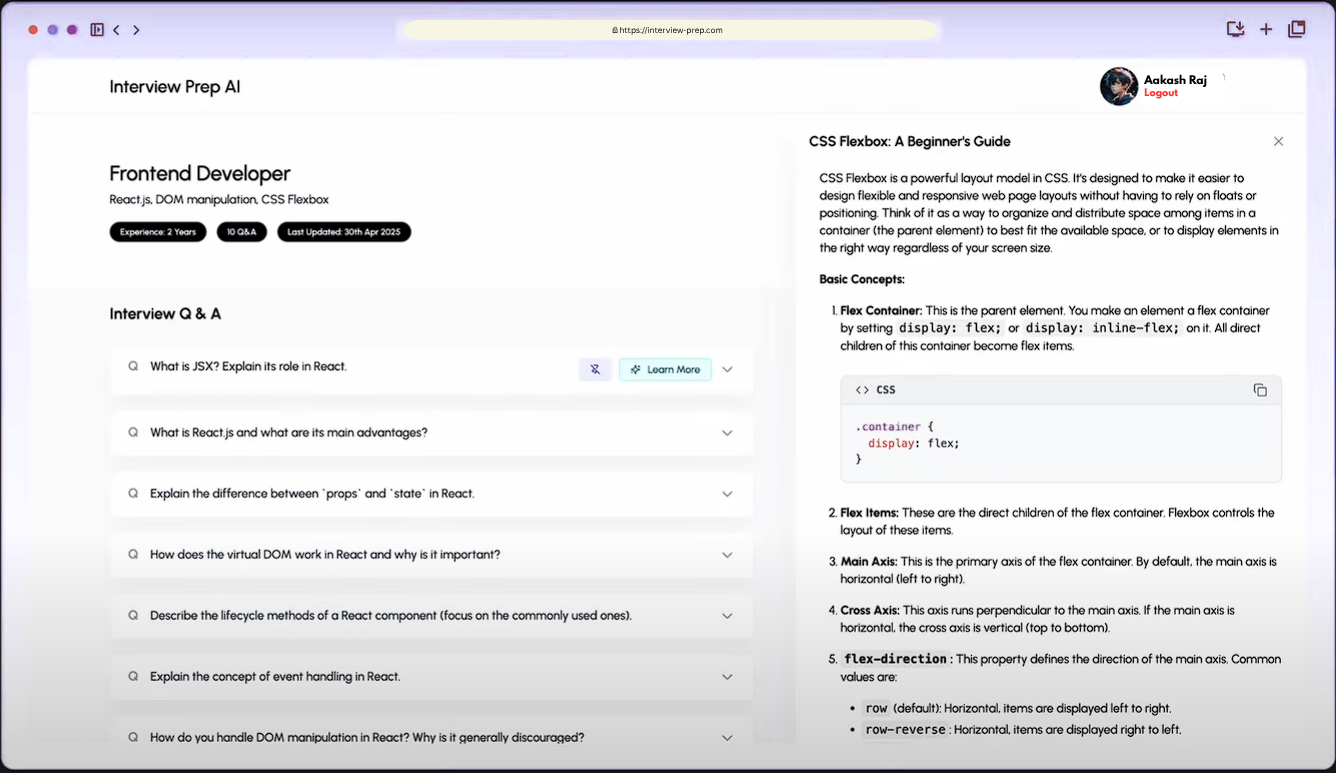 https://interview-prep.com
Interview Prep AI
Aakash Raj
Logout
Frontend Developer
React.js, DOM manipulation, CSS Flexbox
Experience: 2 Years
10 Q&A
Last Updated: 30th Apr 2025
Interview Q & A
Q What is JSX? Explain its role in React.
Learn More
Q What is React.js and what are its main advantages?
Q Explain the difference between `props` and `state` in React.
Q How does the virtual DOM work in React and why is it important?
Q Describe the lifecycle methods of a React component (focus on the commonly used ones).
Q Explain the concept of event handling in React.
Q How do you handle DOM manipulation in React? Why is it generally discouraged?
CSS Flexbox: A Beginner's Guide
CSS Flexbox is a powerful layout model in CSS. It's designed to make it easier to
design flexible and responsive web page layouts without having to rely on floats or
positioning. Think of it as a way to organize and distribute space among items in a
container (the parent element) to best fit the available space, or to display elements in
the right way regardless of your screen size.
Basic Concepts:
1. Flex Container: This is the parent element. You make an element a flex container
by setting display: flex; or display: inline-flex; on it. All direct
children of this container become flex items.
<> CSS
.container {
display: flex;
}
2. Flex Items: These are the direct children of the flex container. Flexbox controls the
layout of these items.
3. Main Axis: This is the primary axis of the flex container. By default, the main axis is
horizontal (left to right).
4. Cross Axis: This axis runs perpendicular to the main axis. If the main axis is
horizontal, the cross axis is vertical (top to bottom).
5. flex-direction : This property defines the direction of the main axis. Common
values are:
• row (default): Horizontal, items are displayed left to right.
• row-reverse : Horizontal, items are displayed right to left.